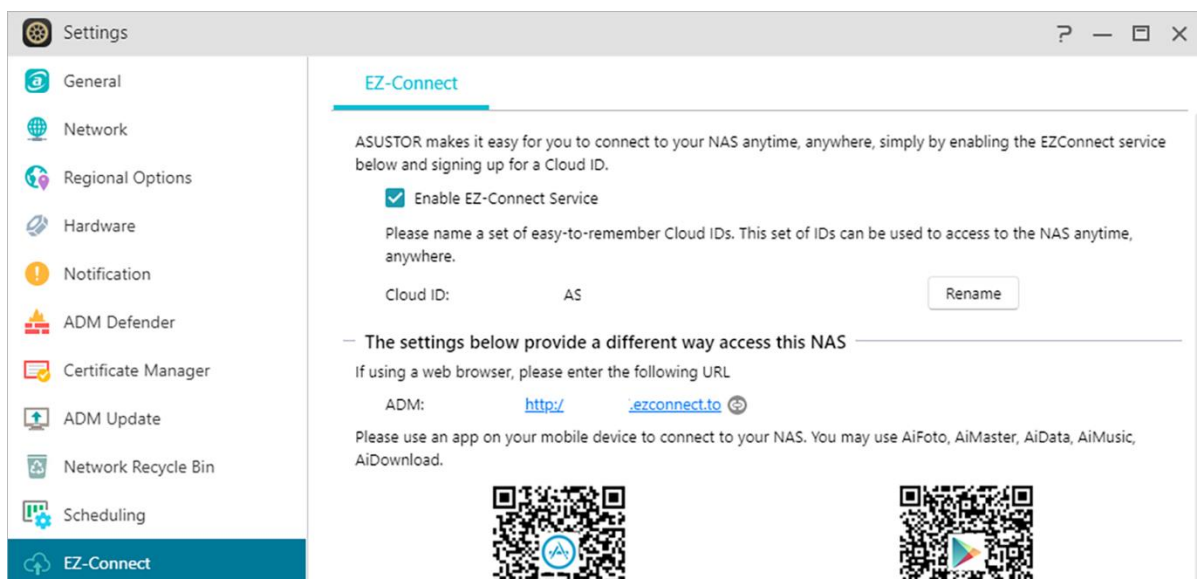 Settings
General
Network
Regional Options
Hardware
Notification
ADM Defender
Certificate Manager
ADM Update
Network Recycle Bin
Scheduling
EZ-Connect
EZ-Connect
ASUSTOR makes it easy for you to connect to your NAS anytime, anywhere, simply by enabling the EZConnect service
below and signing up for a Cloud ID.
Enable EZ-Connect Service
Please name a set of easy-to-remember Cloud IDs. This set of IDs can be used to access to the NAS anytime,
anywhere.
Cloud ID: AS Rename
The settings below provide a different way access this NAS
If using a web browser, please enter the following URL
ADM: http:/ .ezconnect.to
Please use an app on your mobile device to connect to your NAS. You may use AiFoto, AiMaster, AiData, AiMusic,
AiDownload.